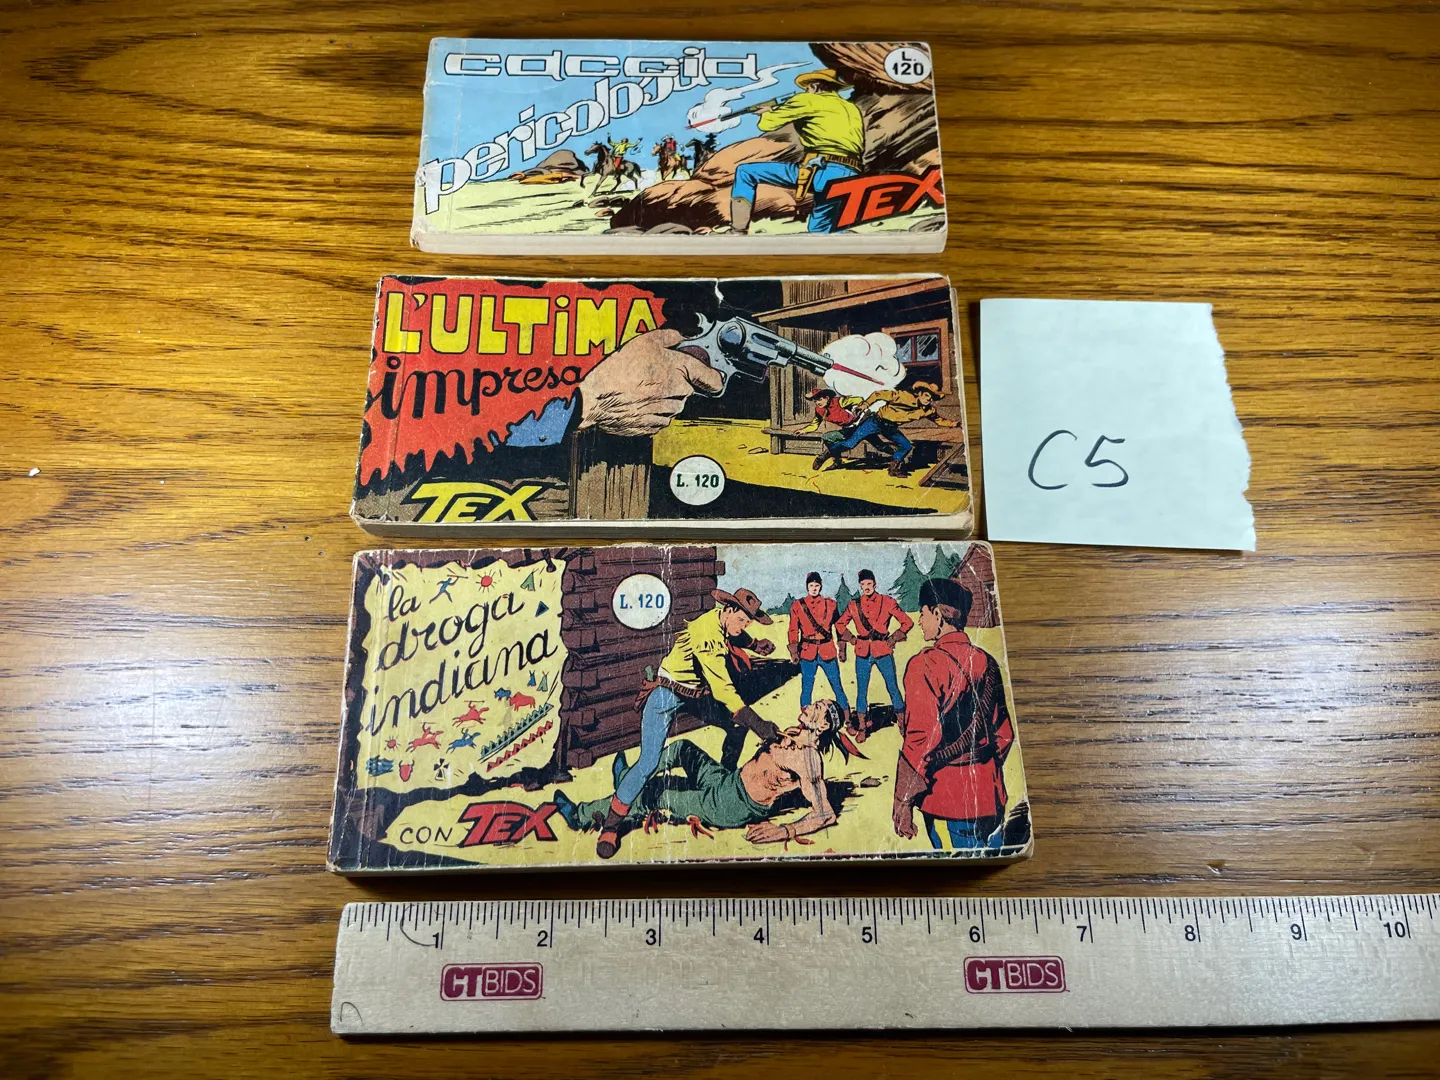 caccia
pericolosa
L.
120
TEX
L'ULTIMA
impresa
L. 120
TEX
C5
la
droga
indiana
L. 120
CON TEX
1 2 3 4 5 6 7 8 9 10
CTBIDS CTBIDS